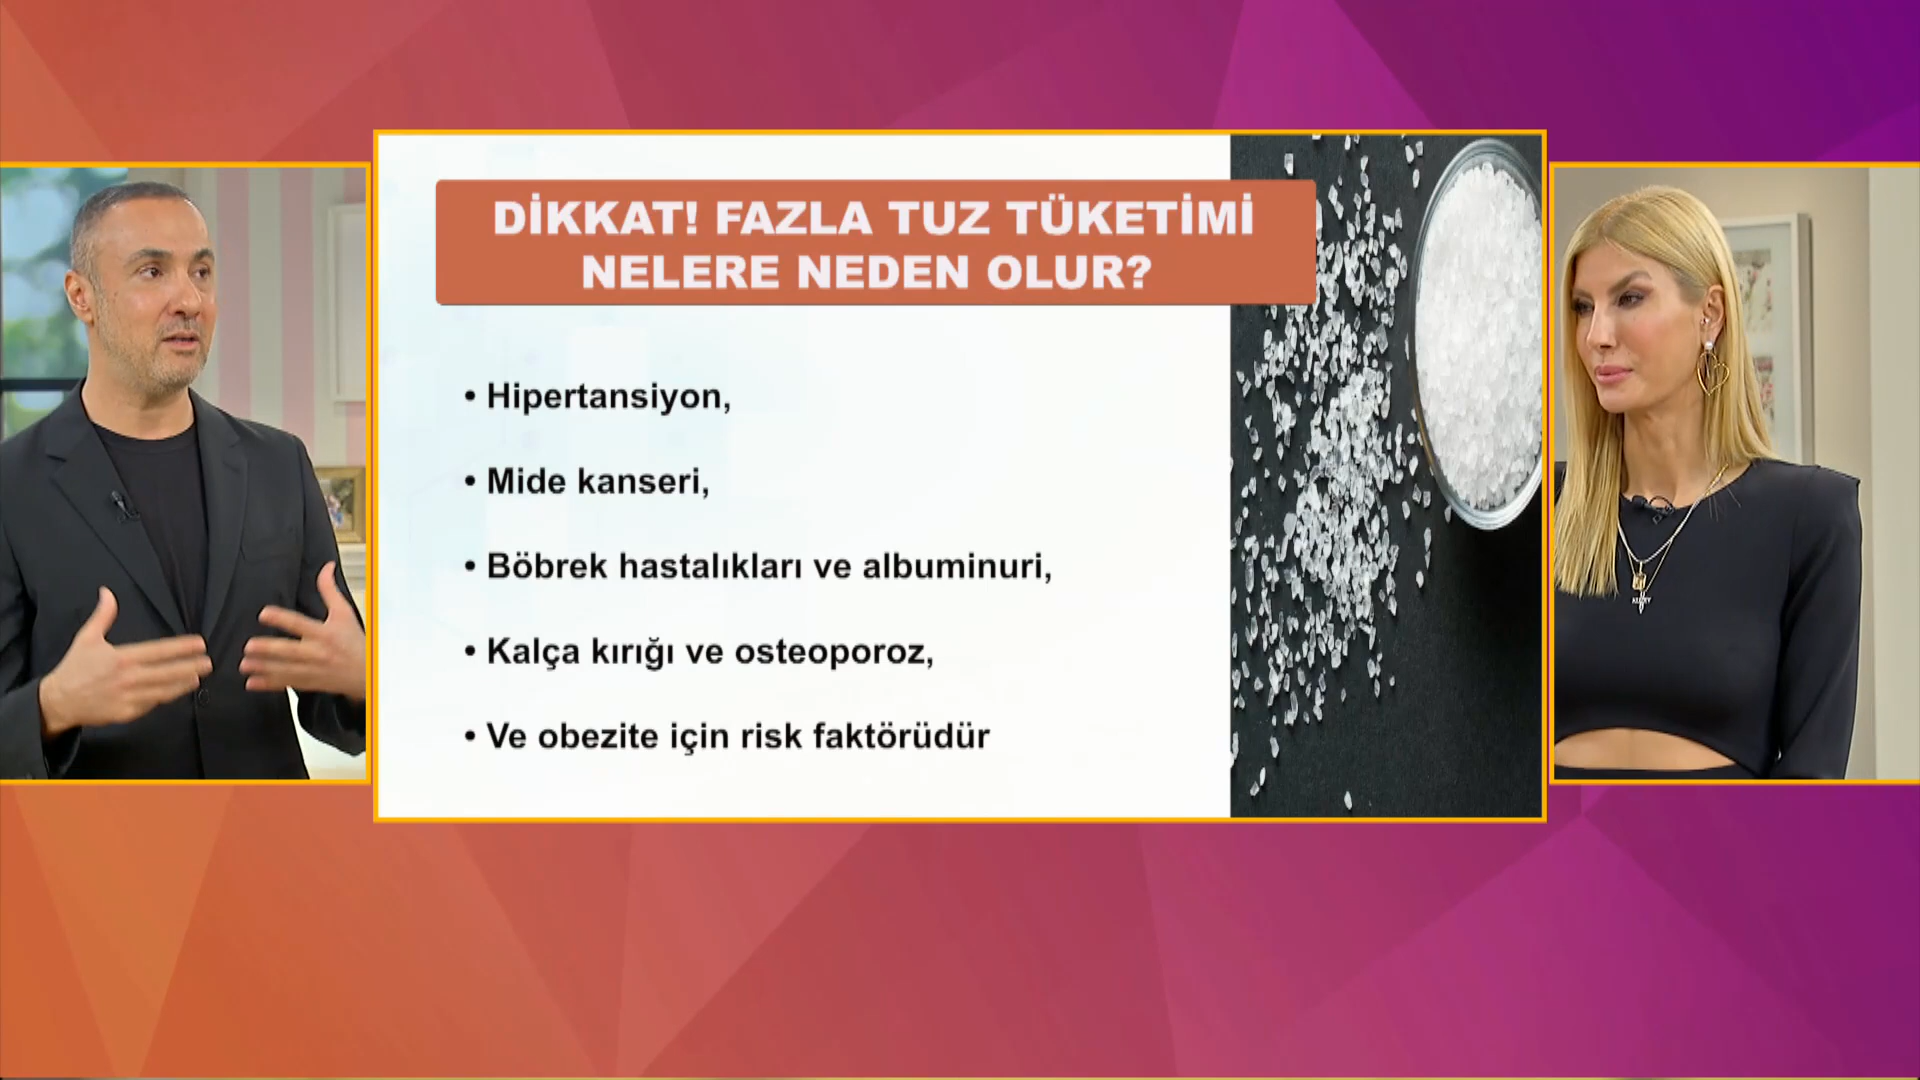 DİKKAT! FAZLA TUZ TÜKETİMİ
NELERE NEDEN OLUR?
• Hipertansiyon,
• Mide kanseri,
• Böbrek hastalıkları ve albuminuri,
• Kalça kırığı ve osteoporoz,
• Ve obezite için risk faktörüdür